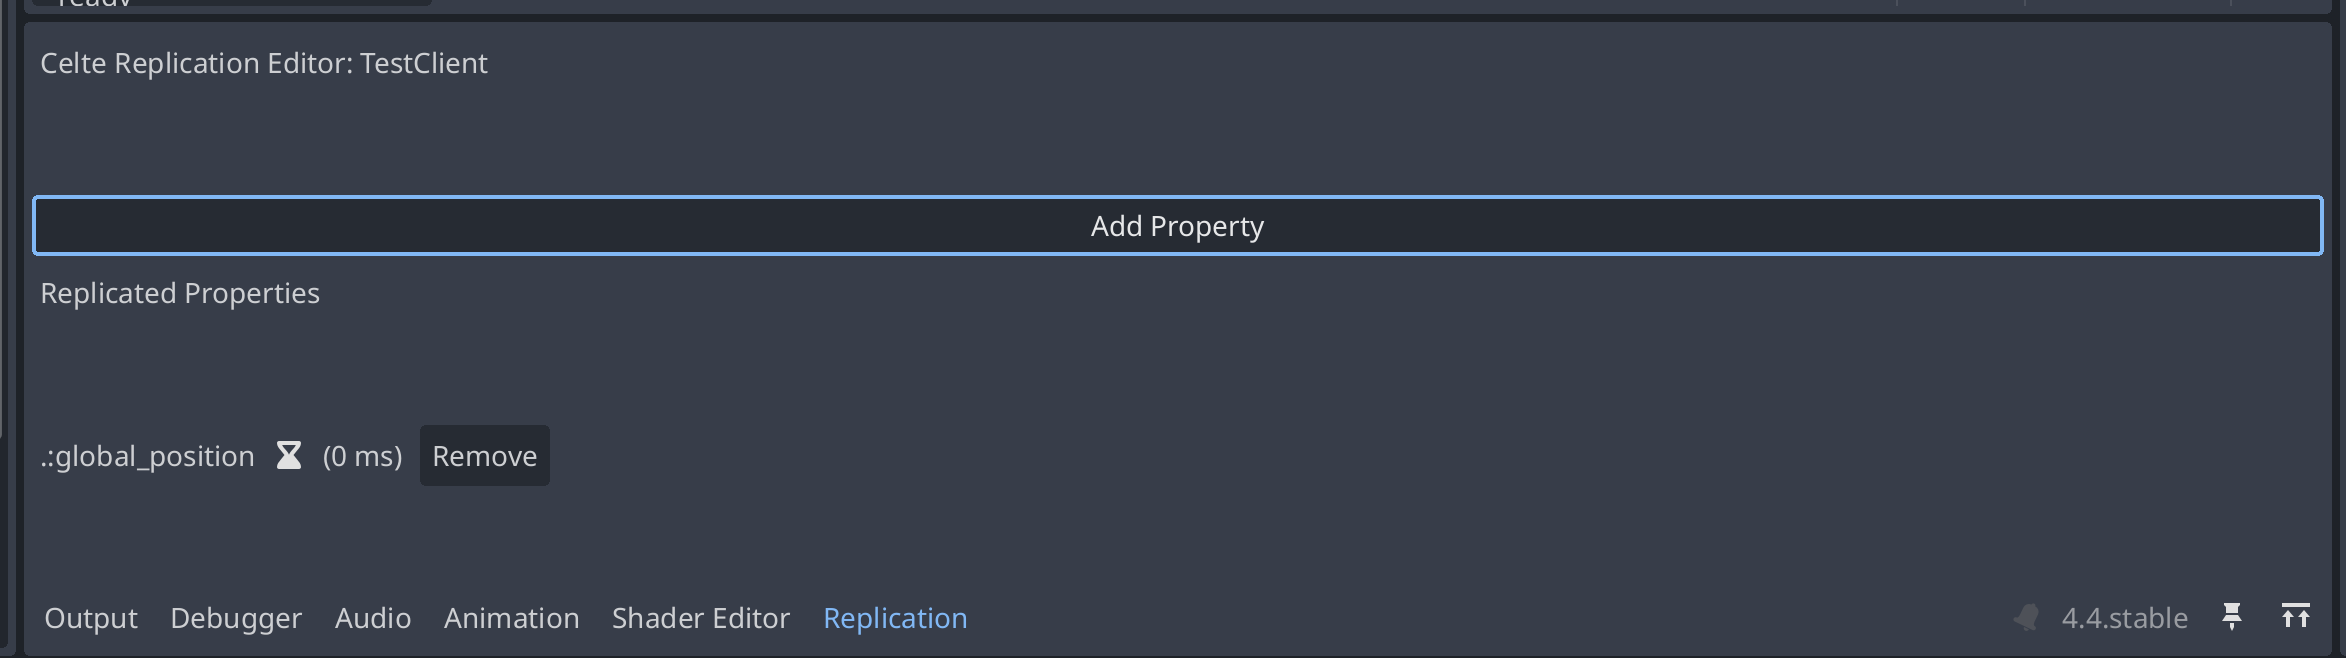 ready
Celte Replication Editor: TestClient
Add Property
Replicated Properties
.:global_position (0 ms) Remove
Output Debugger Audio Animation Shader Editor Replication 4.4.stable